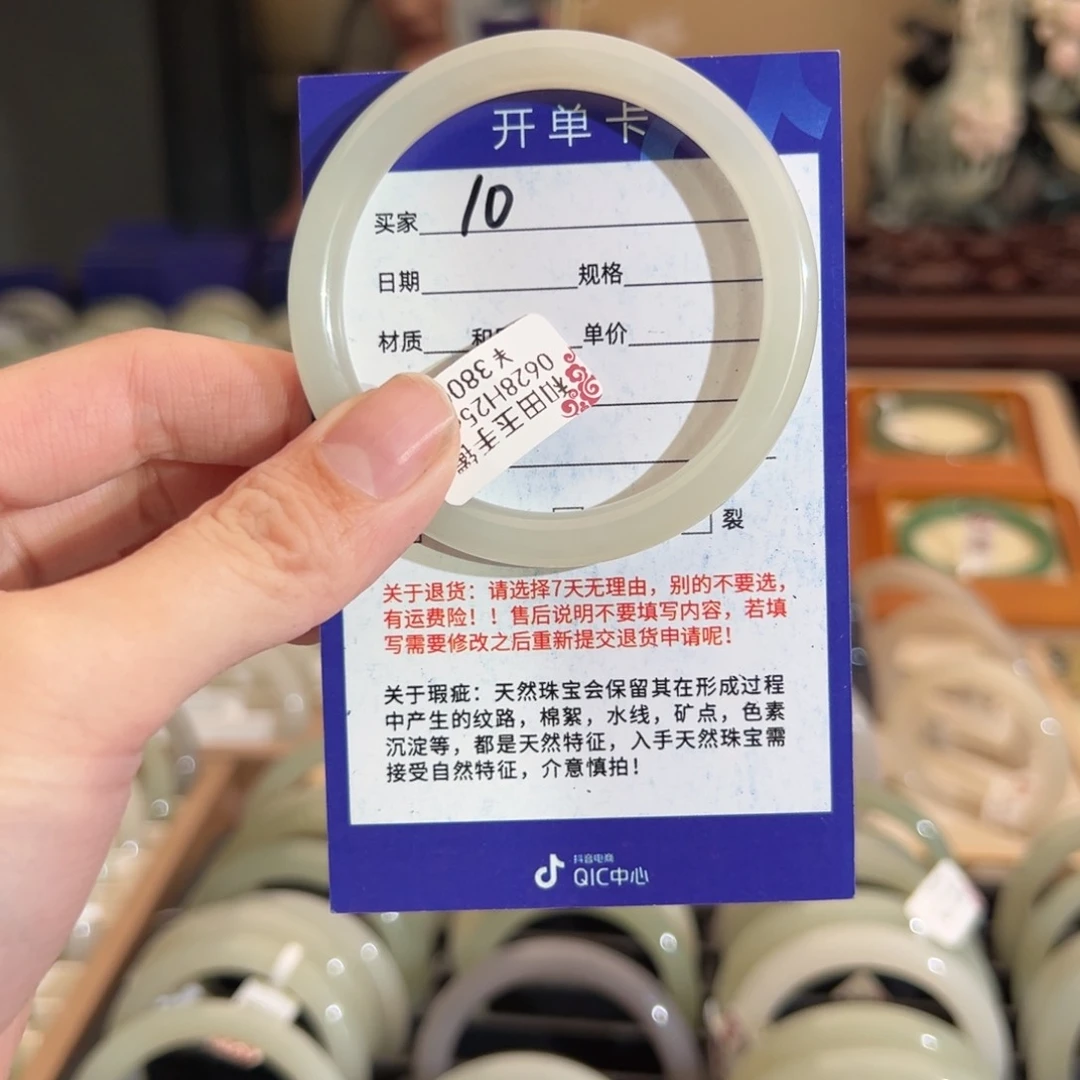 开单卡
买家 10
日期 规格
材质 和 单价
和田玉手镯
0628H25
¥380
裂
关于退货：请选择7天无理由，别的不要选，
有运费险！！售后说明不要填写内容，若填
写需要修改之后重新提交退货申请呢！
关于瑕疵：天然珠宝会保留其在形成过程
中产生的纹路，棉絮，水线，矿点，色素
沉淀等，都是天然特征，入手天然珠宝需
接受自然特征，介意慎拍！
抖音电商
QIC中心